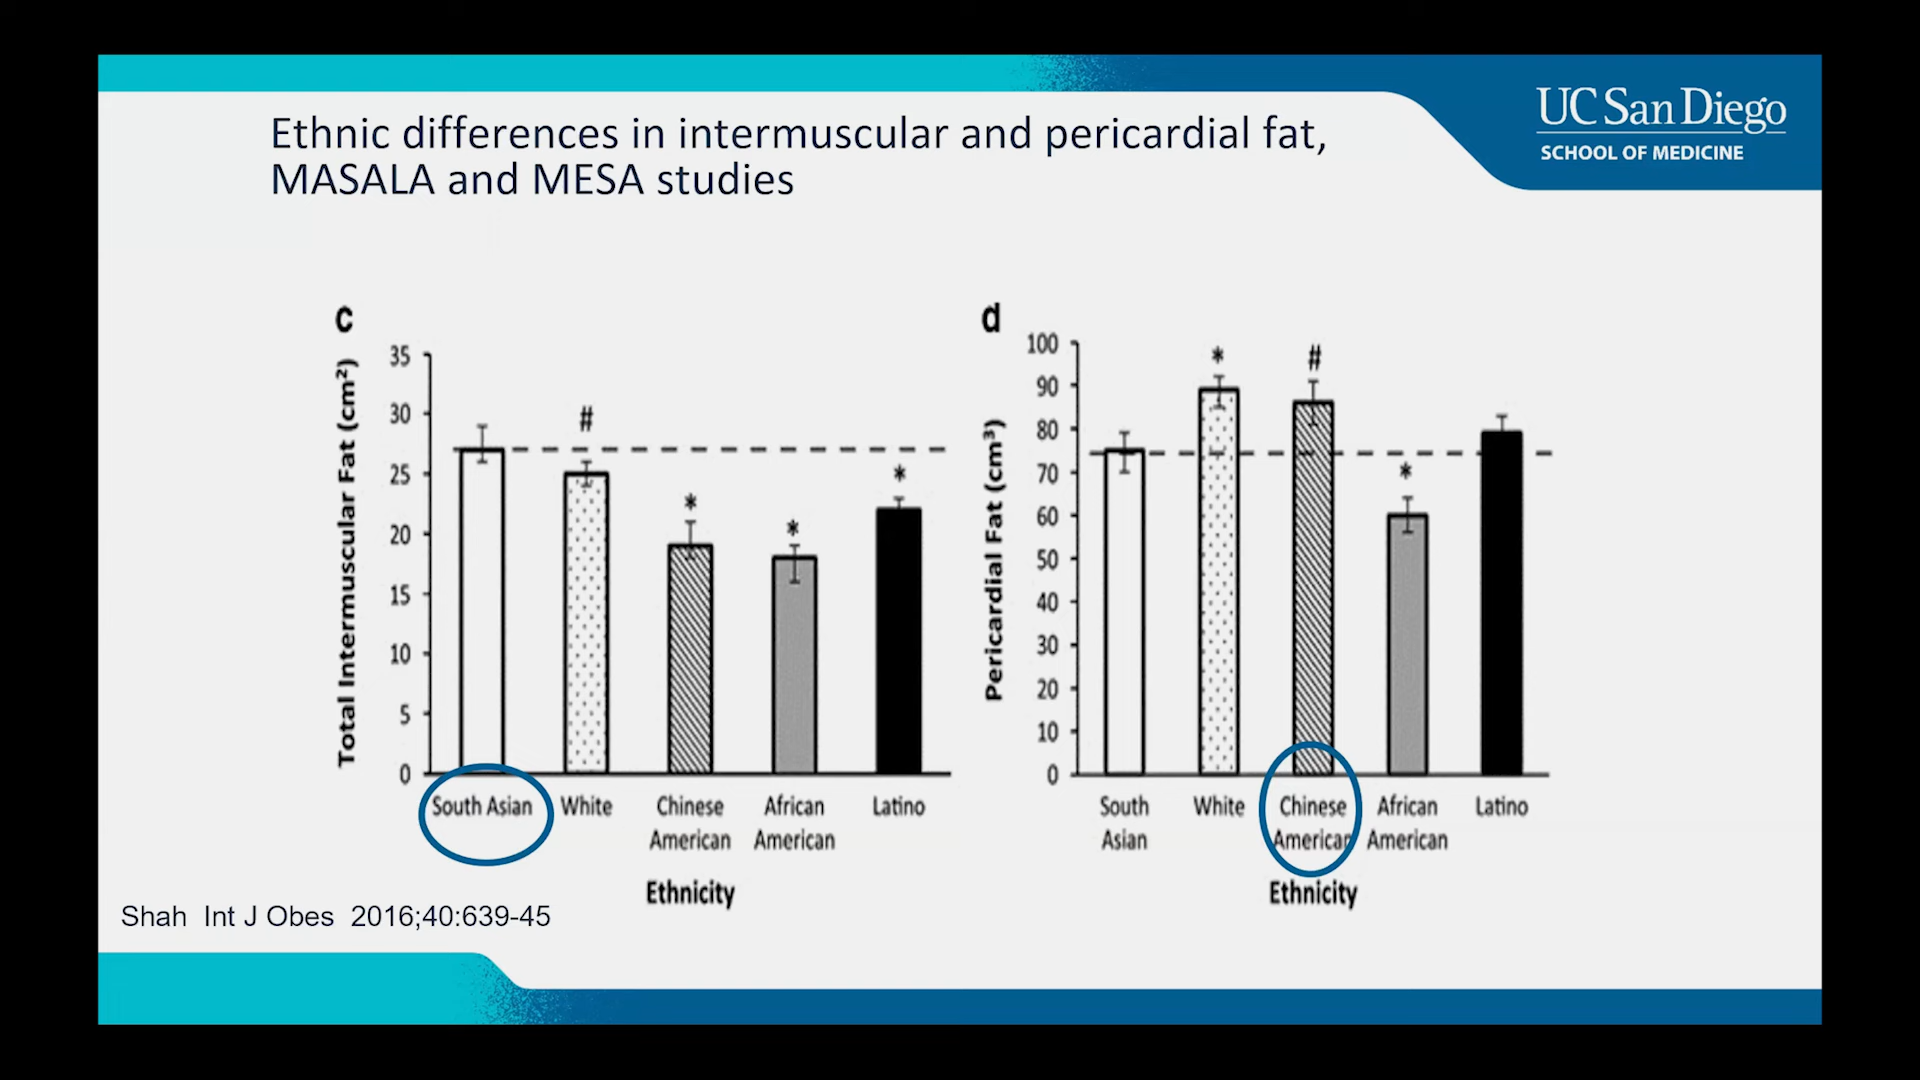 UC San Diego
SCHOOL OF MEDICINE
Ethnic differences in intermuscular and pericardial fat,
MASALA and MESA studies
c
Total Intermuscular Fat (cm²)
35
30
25
20
15
10
5
0
#
*
*
*
South Asian
White
Chinese
American
African
American
Latino
Ethnicity
d
Pericardial Fat (cm³)
100
90
80
70
60
50
40
30
20
10
0
*
#
*
South
Asian
White
Chinese
American
African
American
Latino
Ethnicity
Shah Int J Obes 2016;40:639-45